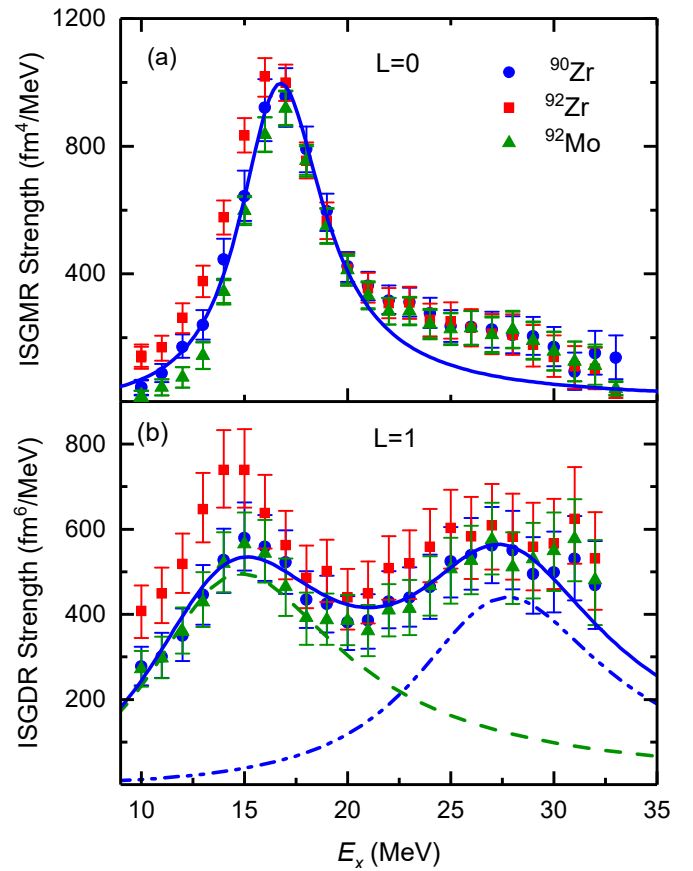 1200
(a)
L=0
⁹⁰Zr
⁹²Zr
⁹²Mo
800
400
ISGMR Strength (fm⁴/MeV)
(b)
L=1
800
600
400
200
ISGDR Strength (fm⁶/MeV)
10 15 20 25 30 35
Eₓ (MeV)